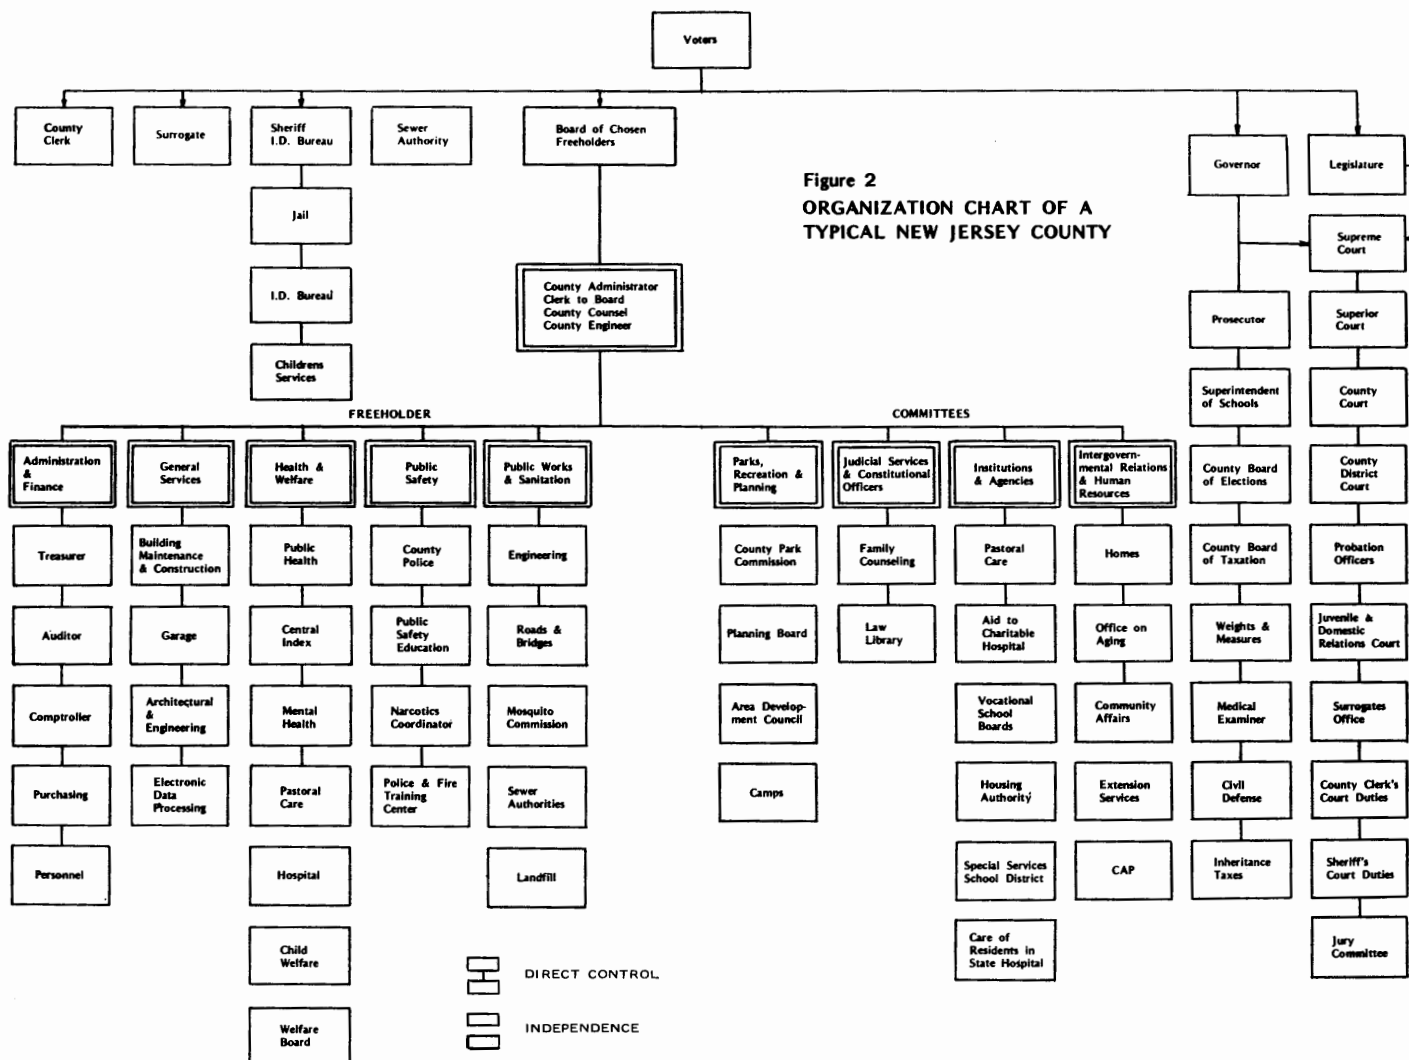 Voters
County
Clerk
Surrogate
Sheriff
I.D. Bureau
Sewer
Authority
Board of Chosen
Freeholders
Governor
Legislature
Figure 2
ORGANIZATION CHART OF A
TYPICAL NEW JERSEY COUNTY
Jail
I.D. Bureau
Childrens
Services
County Administrator
Clerk to Board
County Counsel
County Engineer
Supreme
Court
Prosecutor
Superior
Court
Superintendent
of Schools
County
Court
FREEHOLDER
COMMITTEES
Administration
&
Finance
Treasurer
Auditor
Comptroller
Purchasing
Personnel
General
Services
Building
Maintenance
& Construction
Garage
Architectural
&
Engineering
Electronic
Data
Processing
Health &
Welfare
Public
Health
Central
Index
Mental
Health
Pastoral
Care
Hospital
Child
Welfare
Welfare
Board
Public
Safety
County
Police
Public
Safety
Education
Narcotics
Coordinator
Police & Fire
Training
Center
Public Works
& Sanitation
Engineering
Roads &
Bridges
Mosquito
Commission
Sewer
Authorities
Landfill
Parks,
Recreation &
Planning
County Park
Commission
Planning Board
Area Develop-
ment Council
Camps
Judicial Services
& Constitutional
Officers
Family
Counseling
Law
Library
Institutions
& Agencies
Pastoral
Care
Aid to
Charitable
Hospital
Vocational
School
Boards
Housing
Authority
Special Services
School District
Care of
Residents in
State Hospital
Intergovern-
mental Relations
& Human
Resources
Homes
Office on
Aging
Community
Affairs
Extension
Services
CAP
County Board
of Elections
County Board
of Taxation
Weights &
Measures
Medical
Examiner
Civil
Defense
Inheritance
Taxes
County
District
Court
Probation
Officers
Juvenile &
Domestic
Relations Court
Surrogates
Office
County Clerk's
Court Duties
Sheriff's
Court Duties
Jury
Committee
DIRECT CONTROL
INDEPENDENCE